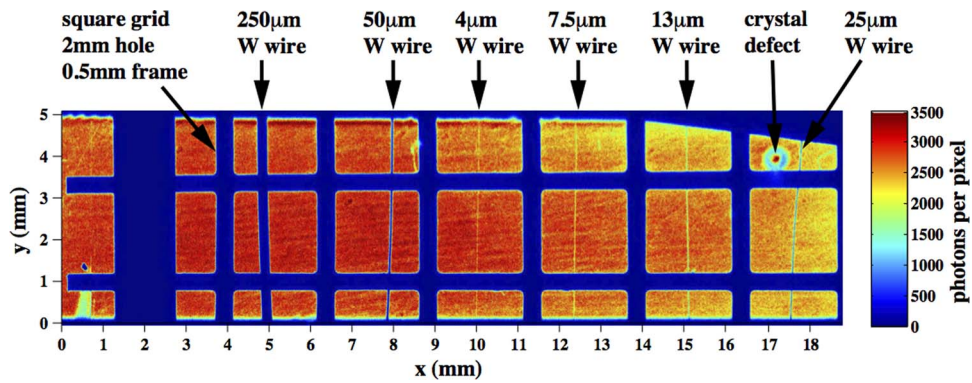 square grid
2mm hole
0.5mm frame
250µm
W wire
50µm
W wire
4µm
W wire
7.5µm
W wire
13µm
W wire
crystal
defect
25µm
W wire
5
4
3
2
1
0
y (mm)
0 1 2 3 4 5 6 7 8 9 10 11 12 13 14 15 16 17 18
x (mm)
3500
3000
2500
2000
1500
1000
500
0
photons per pixel